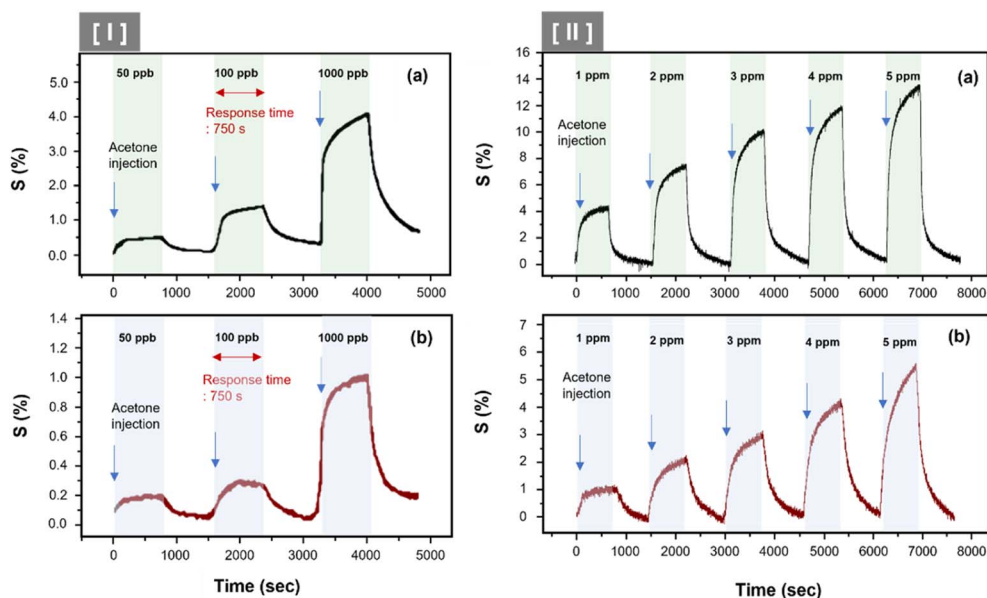 [ I ]
50 ppb 100 ppb 1000 ppb (a)
Response time
: 750 s
Acetone
injection
S (%)
5.0
4.0
3.0
2.0
1.0
0.0
0 1000 2000 3000 4000 5000
50 ppb 100 ppb 1000 ppb (b)
Response time
: 750 s
Acetone
injection
S (%)
1.4
1.2
1.0
0.8
0.6
0.4
0.2
0.0
0 1000 2000 3000 4000 5000
Time (sec)
[ II ]
(a)
1 ppm 2 ppm 3 ppm 4 ppm 5 ppm
Acetone
injection
S (%)
16
14
12
10
8
6
4
2
0
0 1000 2000 3000 4000 5000 6000 7000 8000
1 ppm 2 ppm 3 ppm 4 ppm 5 ppm (b)
Acetone
injection
S (%)
7
6
5
4
3
2
1
0
0 1000 2000 3000 4000 5000 6000 7000 8000
Time (sec)